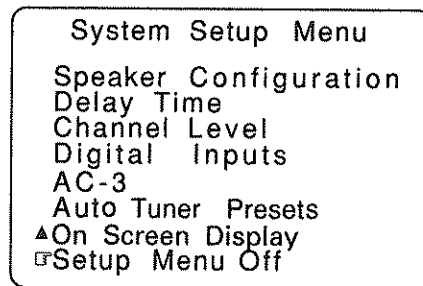 System Setup Menu
Speaker Configuration
Delay Time
Channel Level
Digital Inputs
AC-3
Auto Tuner Presets
▲On Screen Display
☞Setup Menu Off